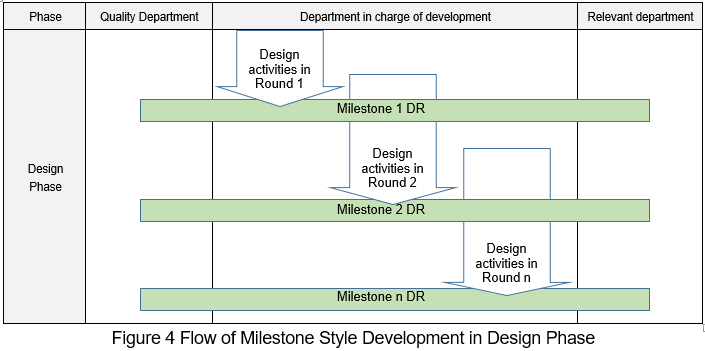 Phase
Quality Department
Department in charge of development
Relevant department
Design
activities in
Round 1
Milestone 1 DR
Design
Phase
Design
activities in
Round 2
Milestone 2 DR
Design
activities in
Round n
Milestone n DR
Figure 4 Flow of Milestone Style Development in Design Phase